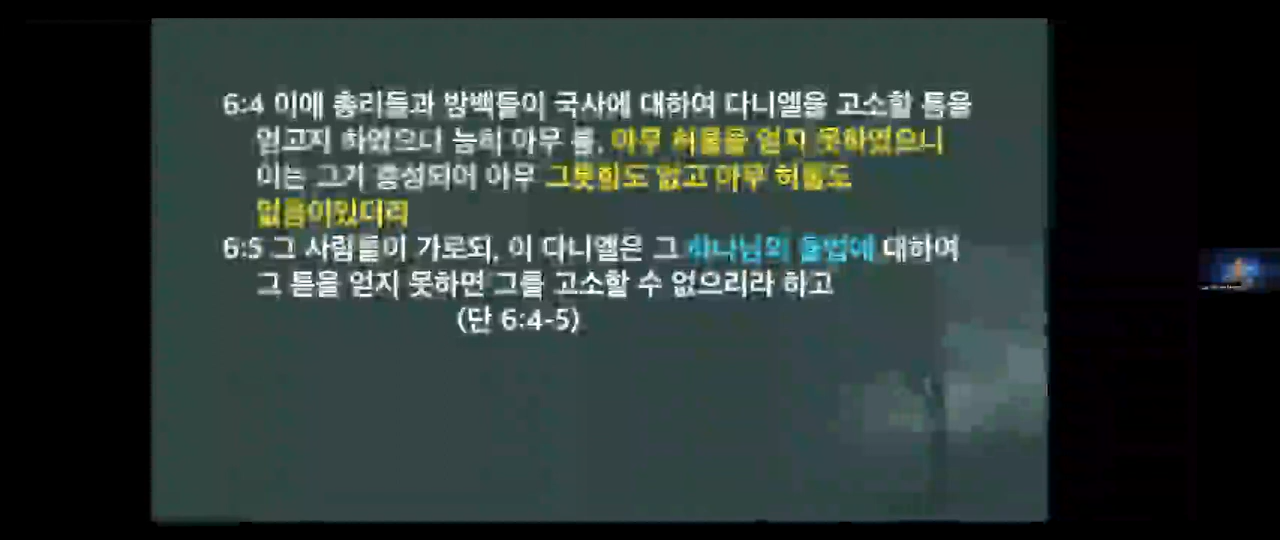 6:4 이에 총리들과 방백들이 국사에 대하여 다니엘을 고소할 틈을
얻고자 하였으나 능히 아무 틈, 아무 허물을 얻지 못하였으니
이는 그가 충성되어 아무 그릇함도 없고 아무 허물도
없음이었더라
6:5 그 사람들이 가로되, 이 다니엘은 그 하나님의 율법에 대하여
그 틈을 얻지 못하면 그를 고소할 수 없으리라 하고
(단 6:4-5)